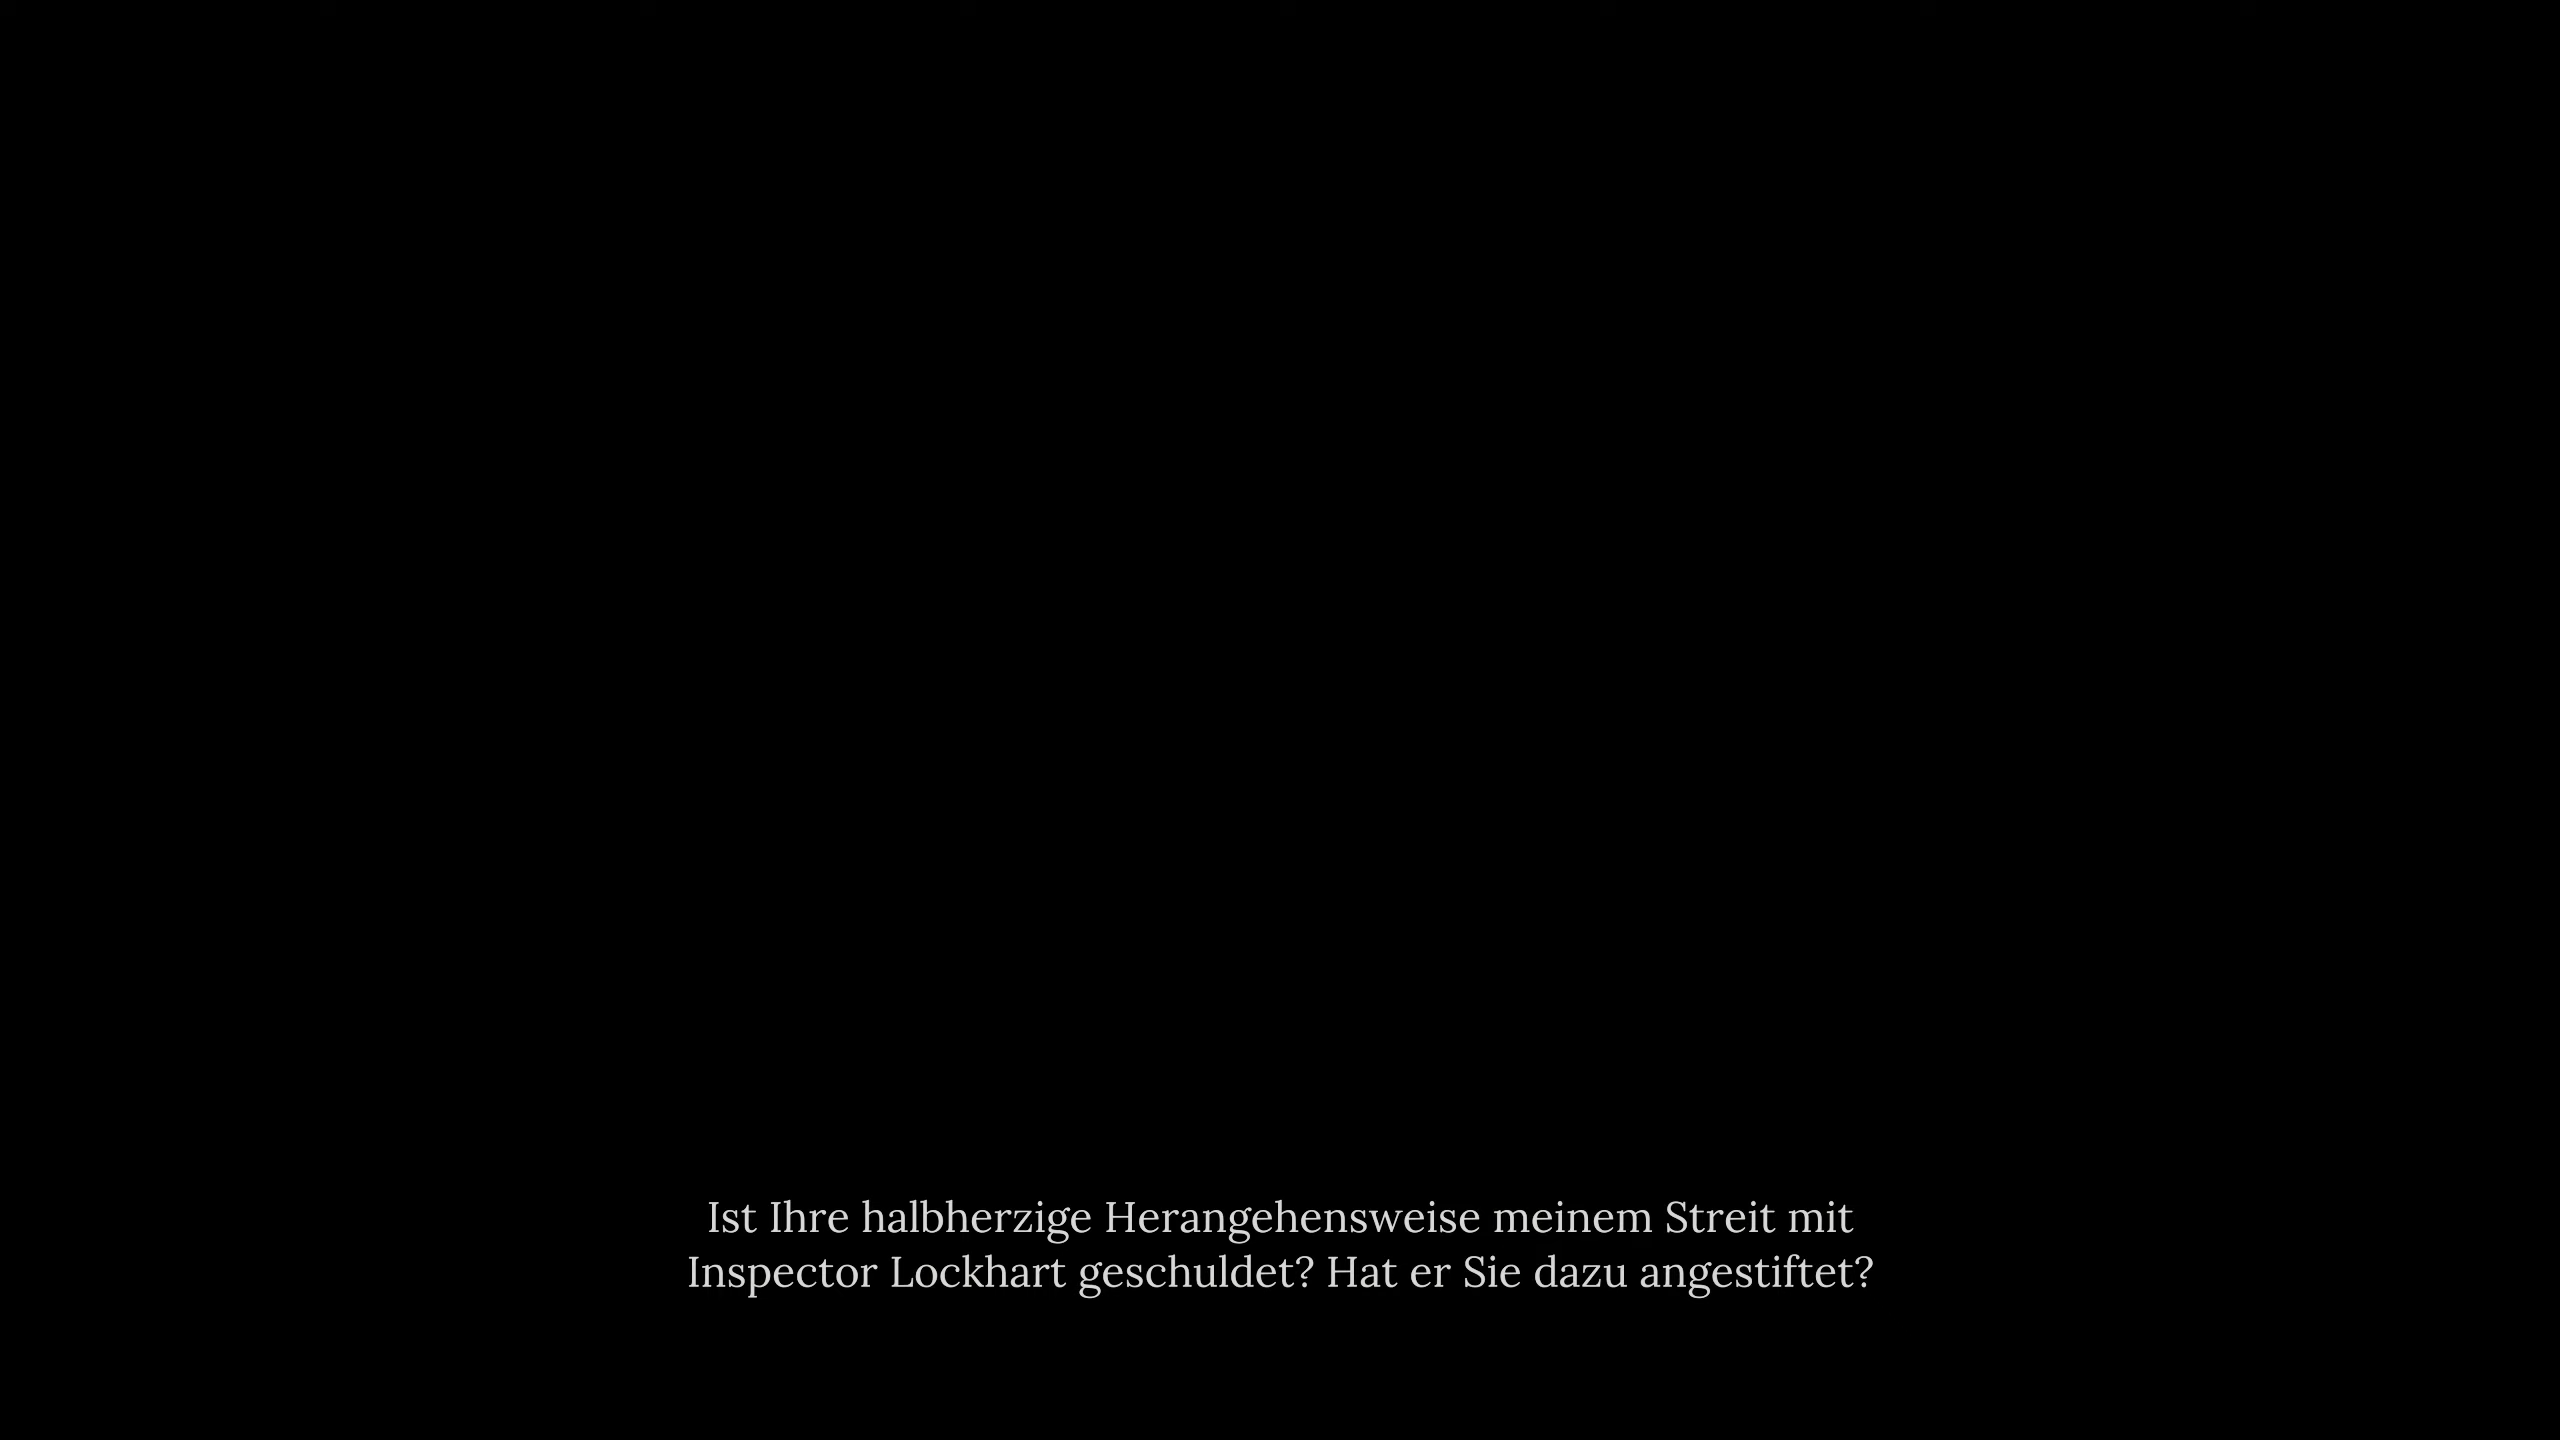 Ist Ihre halbherzige Herangehensweise meinem Streit mit
Inspector Lockhart geschuldet? Hat er Sie dazu angestiftet?